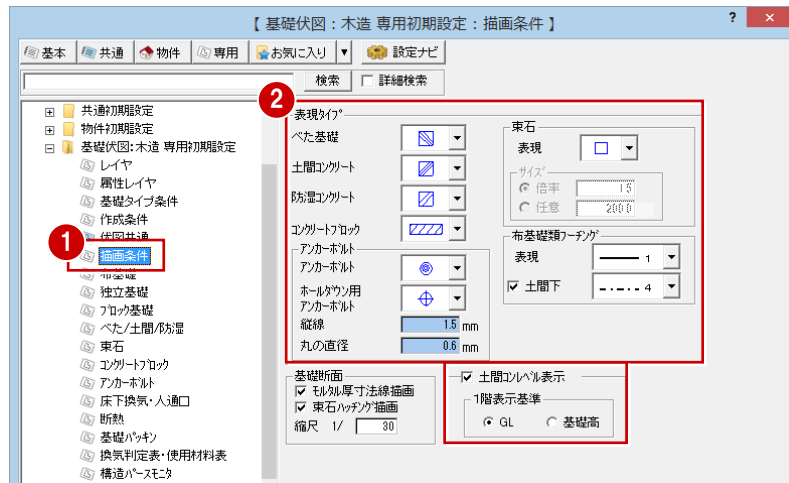 【 基礎伏図：木造 専用初期設定：描画条件 】
? ×
基本 共通 物件 専用 お気に入り ▼ 設定ナビ
検索 詳細検索
共通初期設定
物件初期設定
基礎伏図：木造 専用初期設定
レイヤ
属性レイヤ
基礎タイプ条件
作成条件
伏図共通
1
描画条件
布基礎
独立基礎
ブロック基礎
べた/土間/防湿
束石
コンクリートブロック
アンカーボルト
床下換気・人通口
断熱
基礎パッキン
換気判定表・使用材料表
構造パースモニタ
2
表現タイプ
べた基礎
土間コンクリート
防湿コンクリート
コンクリートブロック
アンカーボルト
アンカーボルト
ホールダウン用
アンカーボルト
縦線 1.5 mm
丸の直径 0.6 mm
束石
表現
サイズ
倍率 1.5
任意 200.0
布基礎類フーチング
表現 1
土間下 4
基礎断面
モルタル厚寸法線描画
束石ハッチング描画
縮尺 1/ 30
土間コンレベル表示
1階表示基準
GL 基礎高